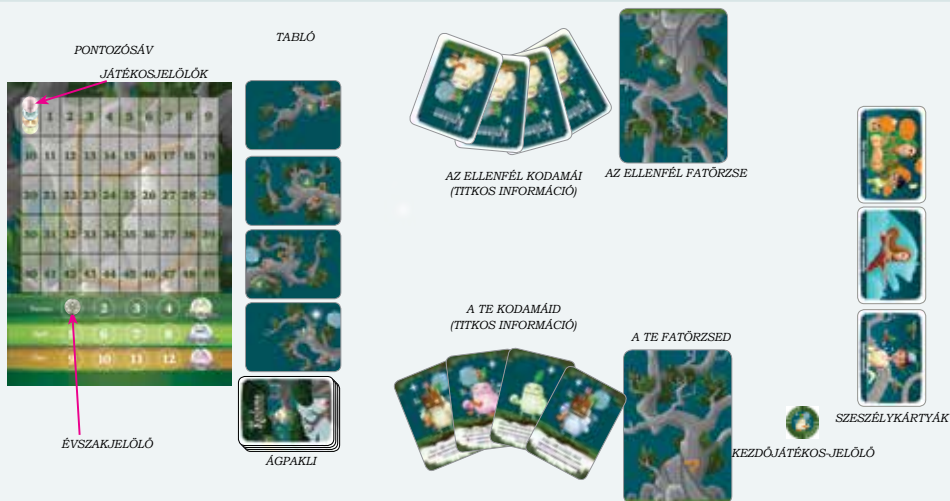 PONTOZÓSÁV
JÁTÉKOSJELÖLŐK
1 2 3 4 5 6 7 8 9
10 11 12 13 14 15 16 17 18 19
20 21 22 23 24 25 26 27 28 29
30 31 32 33 34 35 36 37 38 39
40 41 42 43 44 45 46 47 48 49
2 3 4
5 6 7 8
9 10 11 12
ÉVSZAKJELÖLŐ
TABLÓ
ÁGPAKLI
AZ ELLENFÉL KODAMÁI
(TITKOS INFORMÁCIÓ)
AZ ELLENFÉL FATÖRZSE
A TE KODAMÁID
(TITKOS INFORMÁCIÓ)
A TE FATÖRZSED
KEZDŐJÁTÉKOS-JELÖLŐ
SZESZÉLYKÁRTYÁK